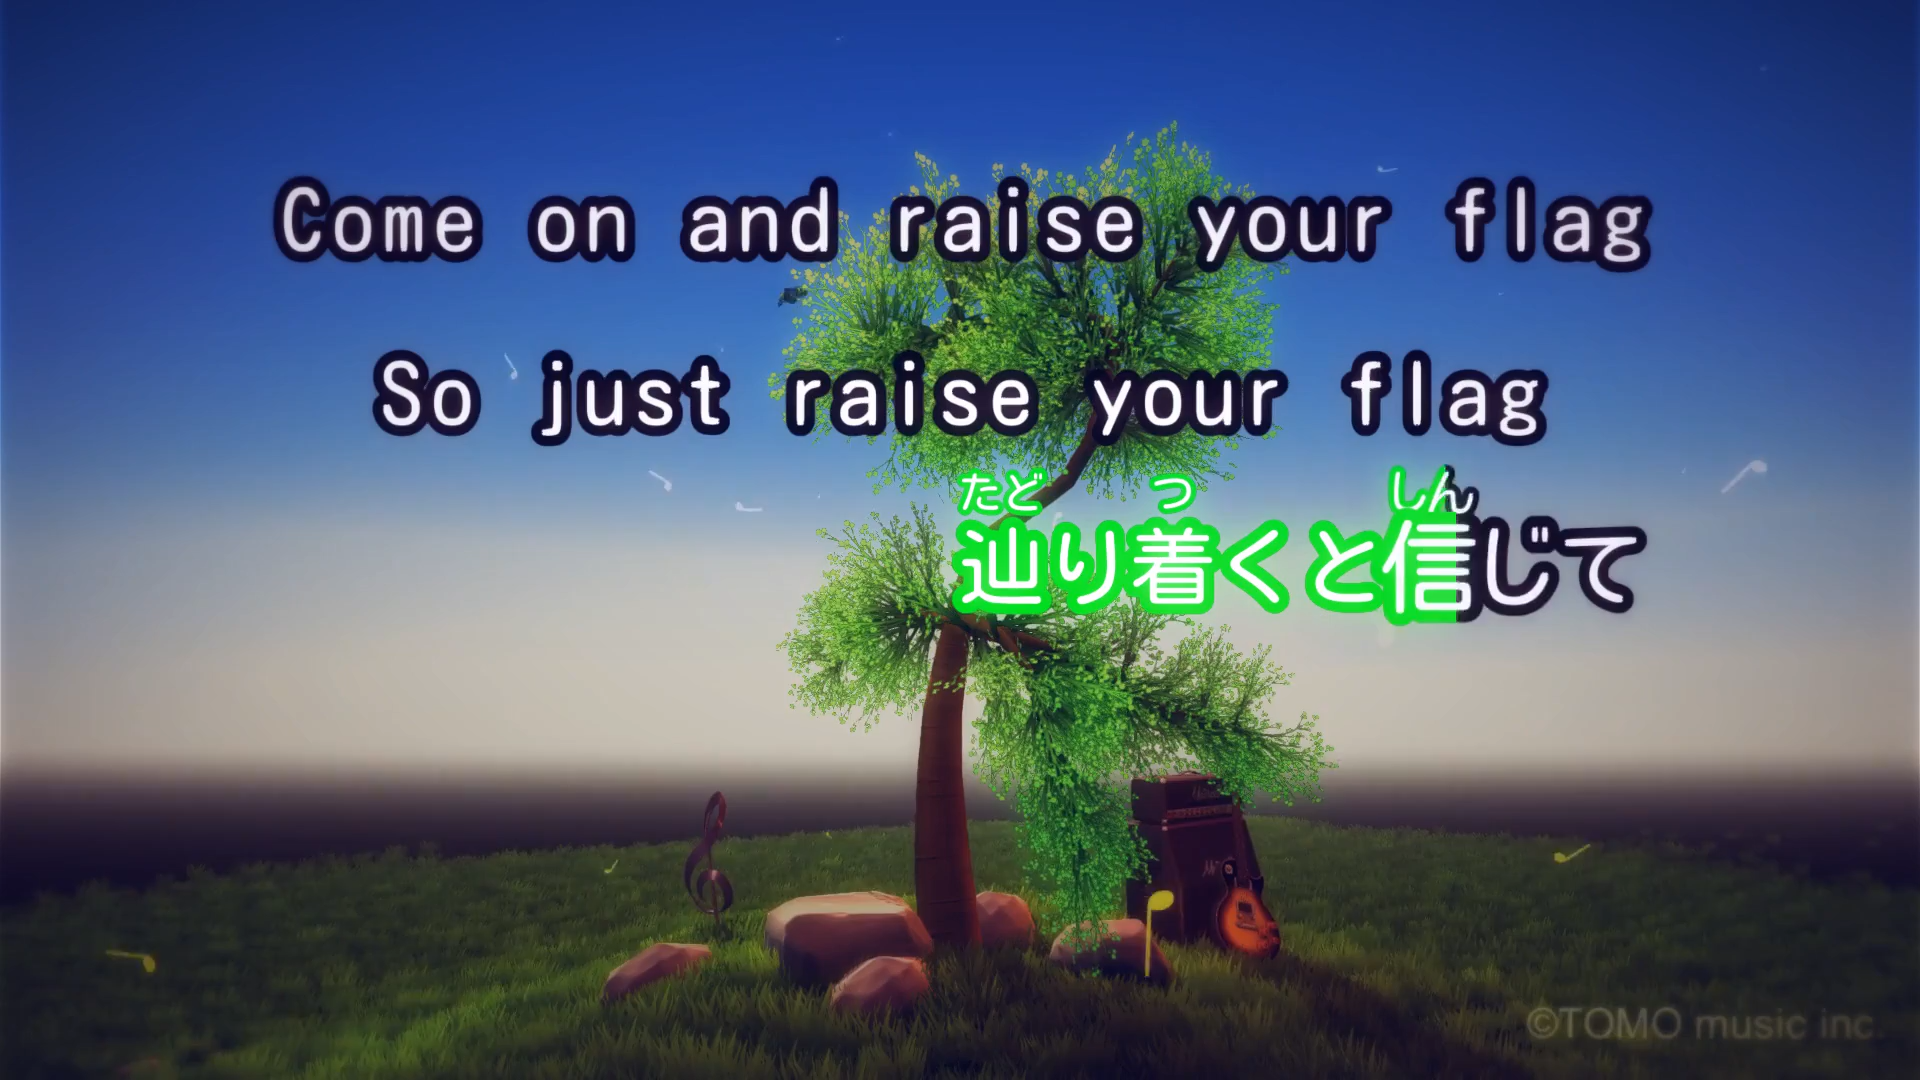 Come on and raise your flag
So just raise your flag
たど つ しん
辿り着くと信じて
©TOMO music inc.